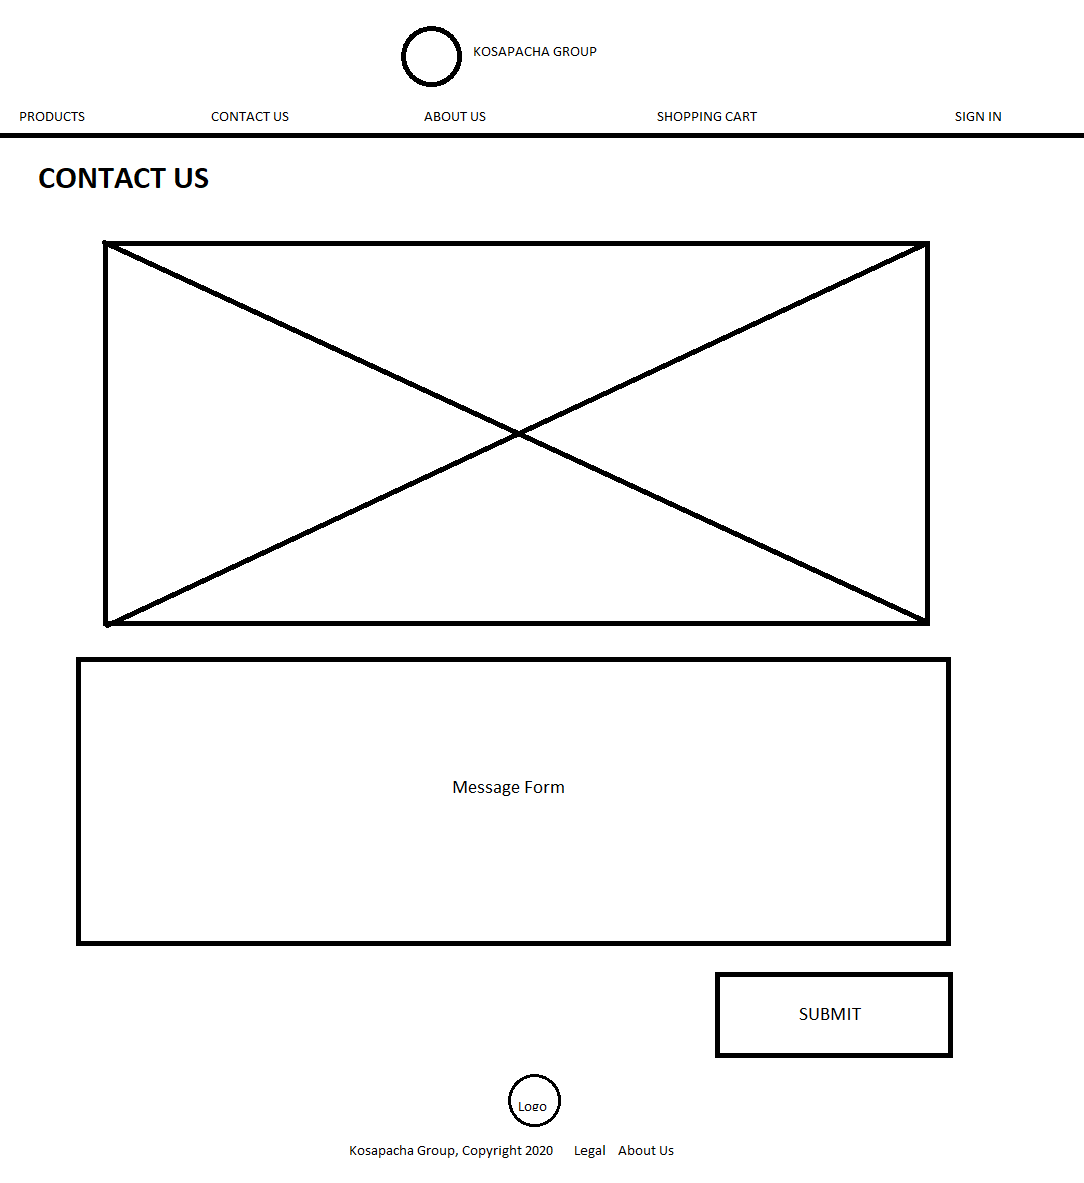 KOSAPACHA GROUP
PRODUCTS CONTACT US ABOUT US SHOPPING CART SIGN IN
CONTACT US
Message Form
SUBMIT
Logo
Kosapacha Group, Copyright 2020 Legal About Us